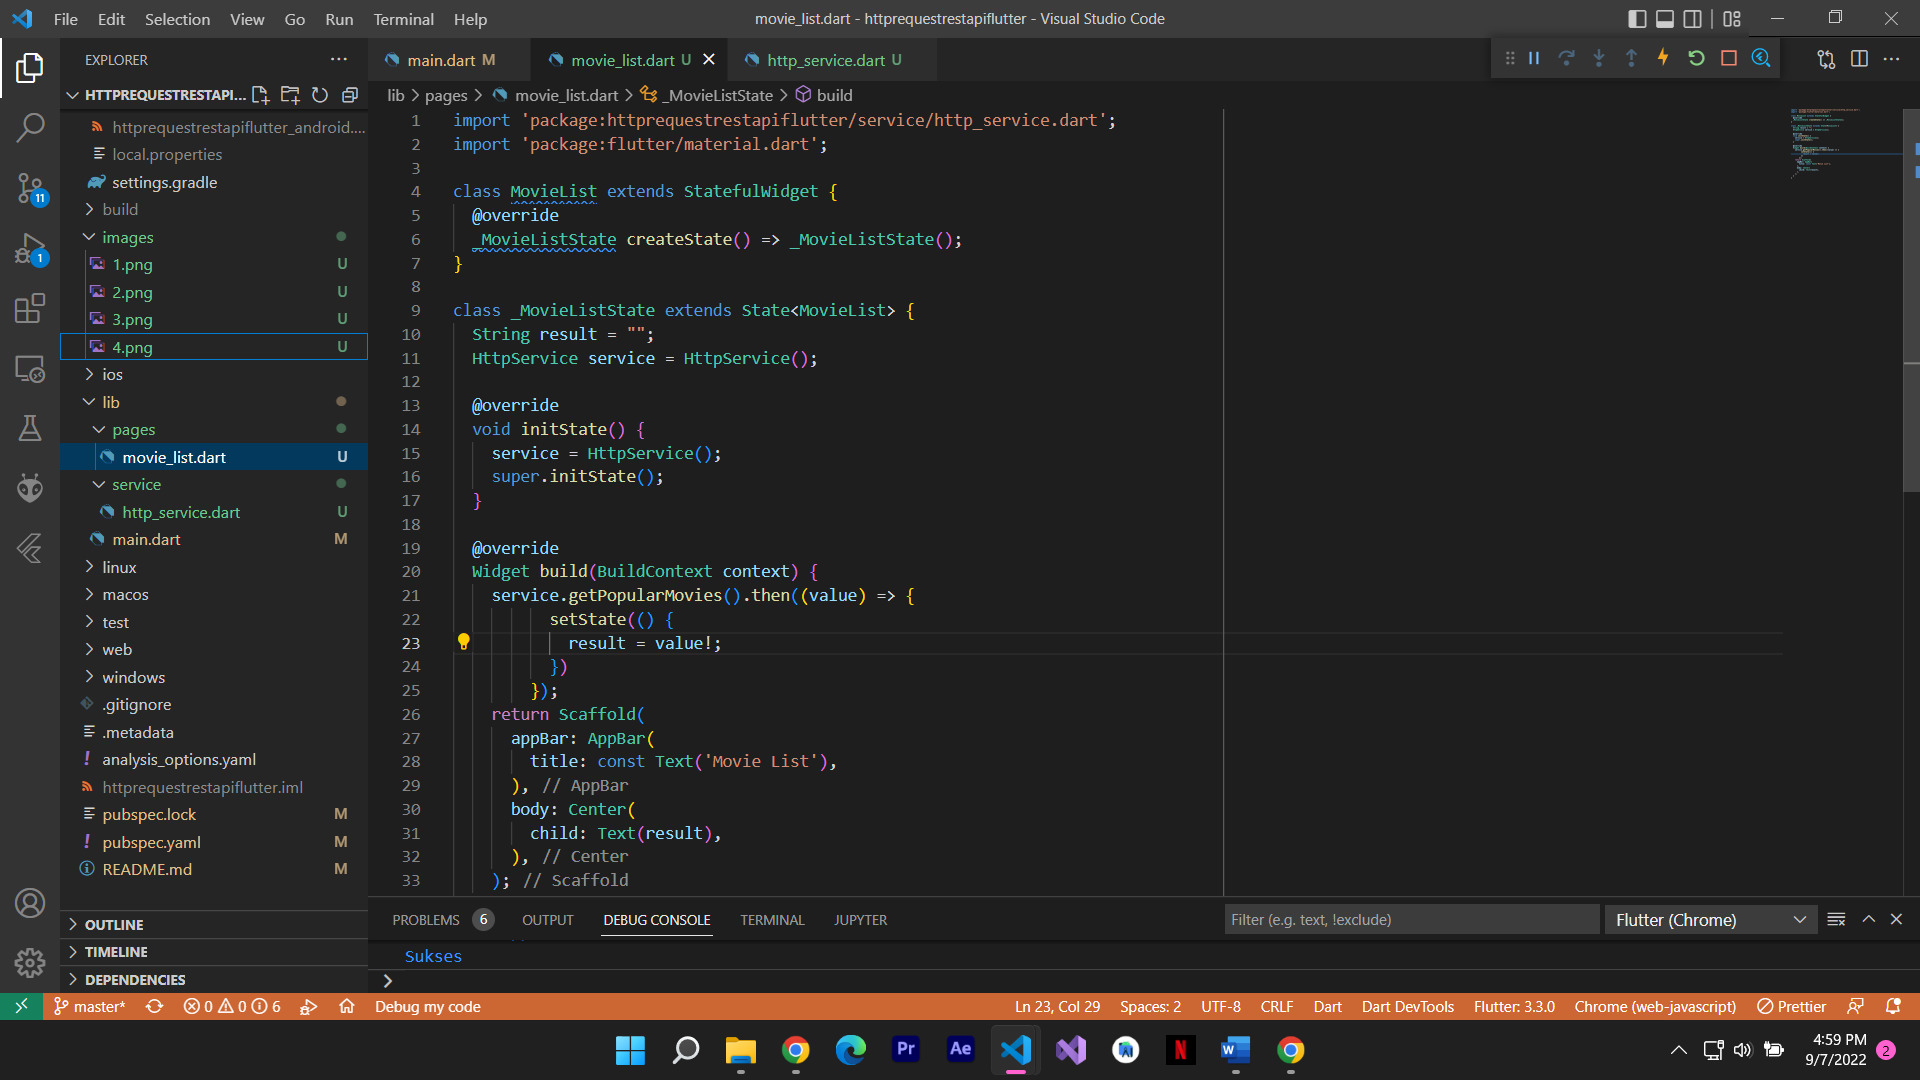 File Edit Selection View Go Run Terminal Help
movie_list.dart - httprequestrestapiflutter - Visual Studio Code
EXPLORER
HTTPREQUESTRESTAPI...
httprequestrestapiflutter_android....
local.properties
settings.gradle
build
images
1.png U
2.png U
3.png U
4.png U
ios
lib
pages
movie_list.dart U
service
http_service.dart U
main.dart M
linux
macos
test
web
windows
.gitignore
.metadata
analysis_options.yaml
httprequestrestapiflutter.iml
pubspec.lock M
pubspec.yaml M
README.md M
OUTLINE
TIMELINE
DEPENDENCIES
11
1
main.dart M
movie_list.dart U
http_service.dart U
lib > pages > movie_list.dart > _MovieListState > build
1 import 'package:httprequestrestapiflutter/service/http_service.dart';
2 import 'package:flutter/material.dart';
3
4 class MovieList extends StatefulWidget {
5 @override
6 _MovieListState createState() => _MovieListState();
7 }
8
9 class _MovieListState extends State<MovieList> {
10 String result = "";
11 HttpService service = HttpService();
12
13 @override
14 void initState() {
15 service = HttpService();
16 super.initState();
17 }
18
19 @override
20 Widget build(BuildContext context) {
21 service.getPopularMovies().then((value) => {
22 setState(() {
23 result = value!;
24 })
25 });
26 return Scaffold(
27 appBar: AppBar(
28 title: const Text('Movie List'),
29 ), // AppBar
30 body: Center(
31 child: Text(result),
32 ), // Center
33 ); // Scaffold
PROBLEMS 6 OUTPUT DEBUG CONSOLE TERMINAL JUPYTER
Filter (e.g. text, !exclude)
Flutter (Chrome)
Sukses
master* 0 0 6 Debug my code
Ln 23, Col 29 Spaces: 2 UTF-8 CRLF Dart Dart DevTools Flutter: 3.3.0 Chrome (web-javascript) Prettier
Pr
Ae
N
W
4:59 PM
9/7/2022
2